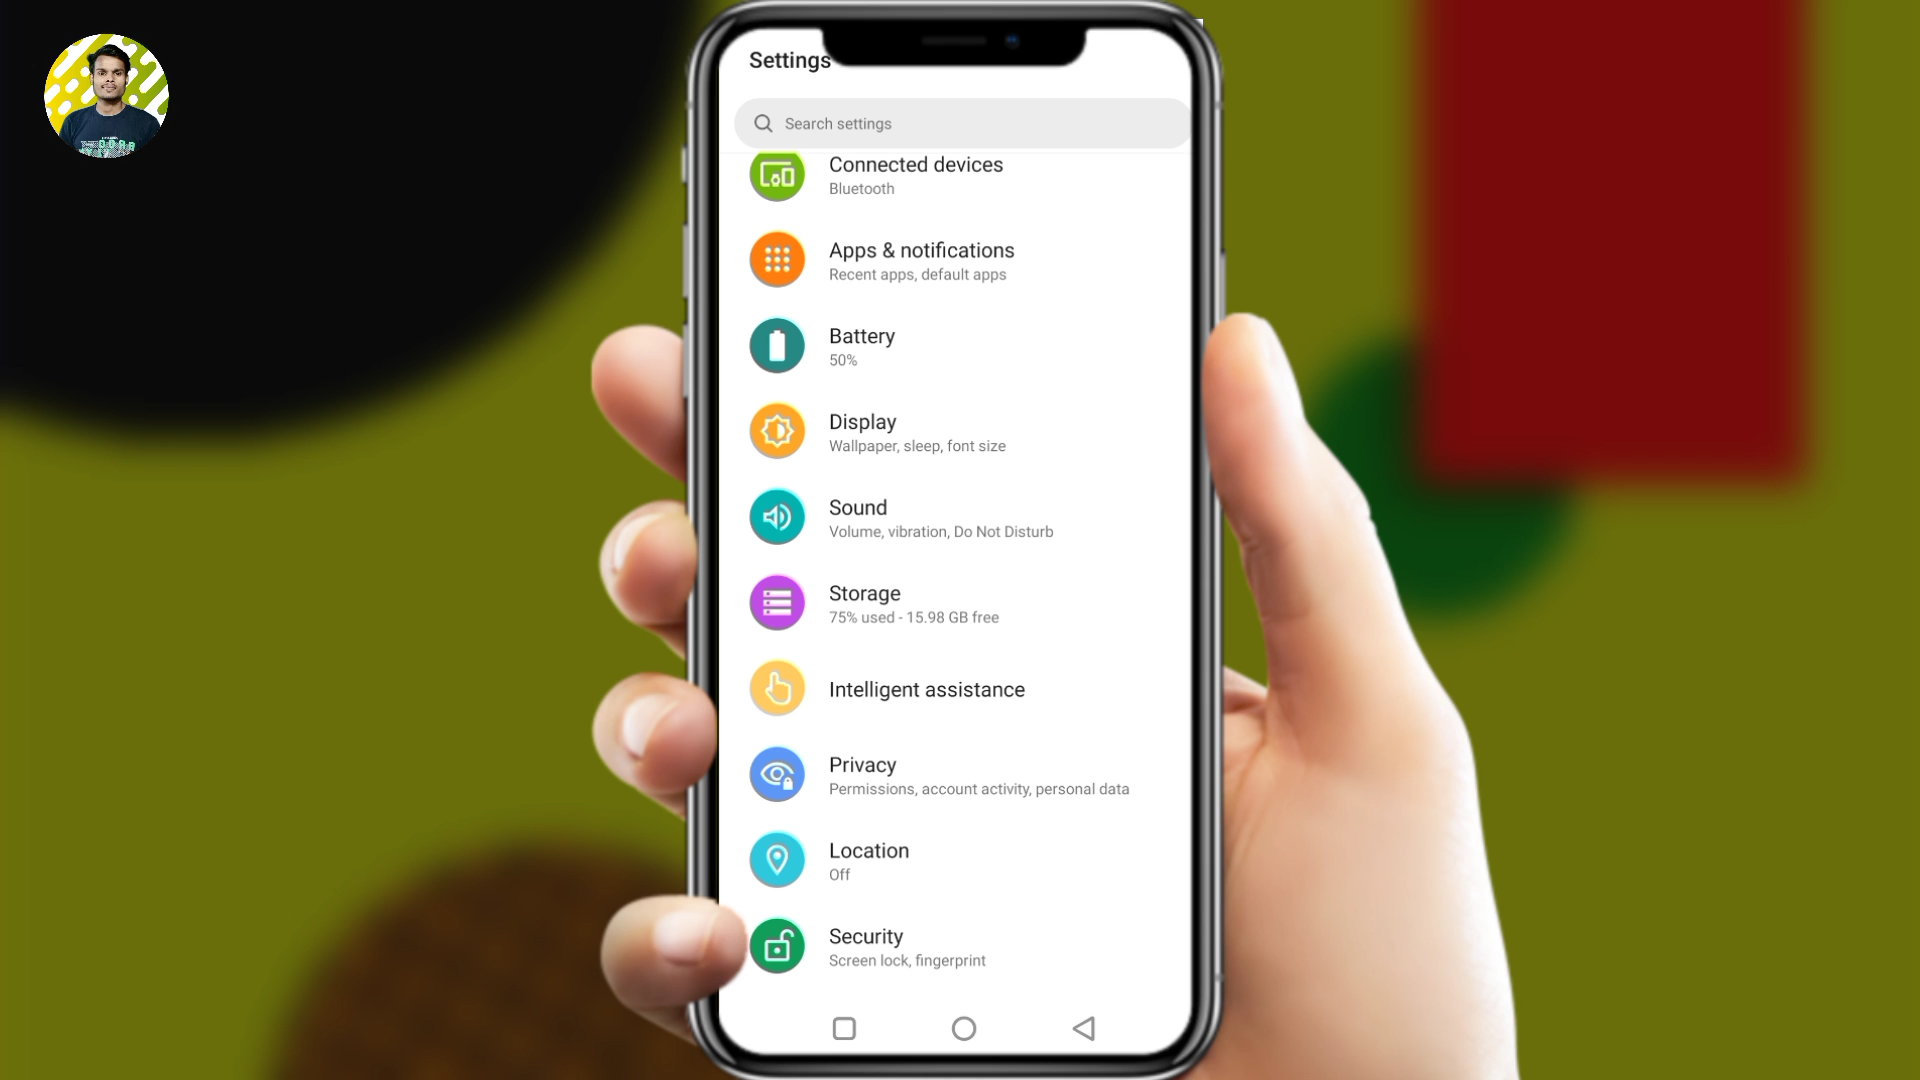 Settings
Search settings
Connected devices
Bluetooth
Apps & notifications
Recent apps, default apps
Battery
50%
Display
Wallpaper, sleep, font size
Sound
Volume, vibration, Do Not Disturb
Storage
75% used - 15.98 GB free
Intelligent assistance
Privacy
Permissions, account activity, personal data
Location
Off
Security
Screen lock, fingerprint